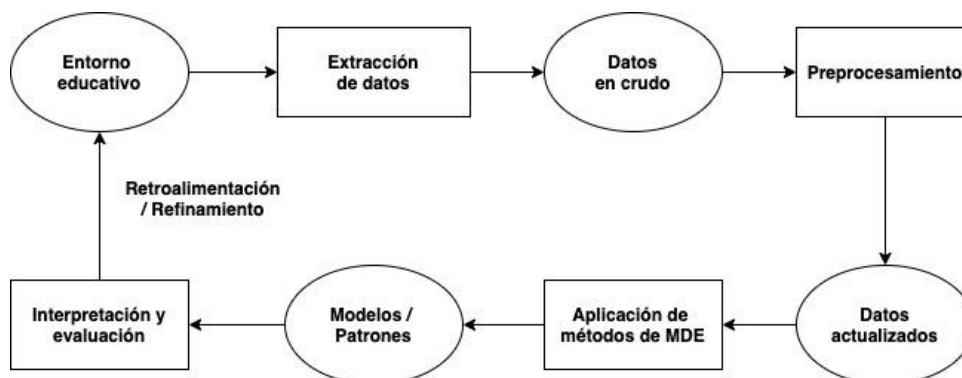 Entorno
educativo
Extracción
de datos
Datos
en crudo
Preprocesamiento
Retroalimentación
/ Refinamiento
Interpretación y
evaluación
Modelos /
Patrones
Aplicación de
métodos de MDE
Datos
actualizados